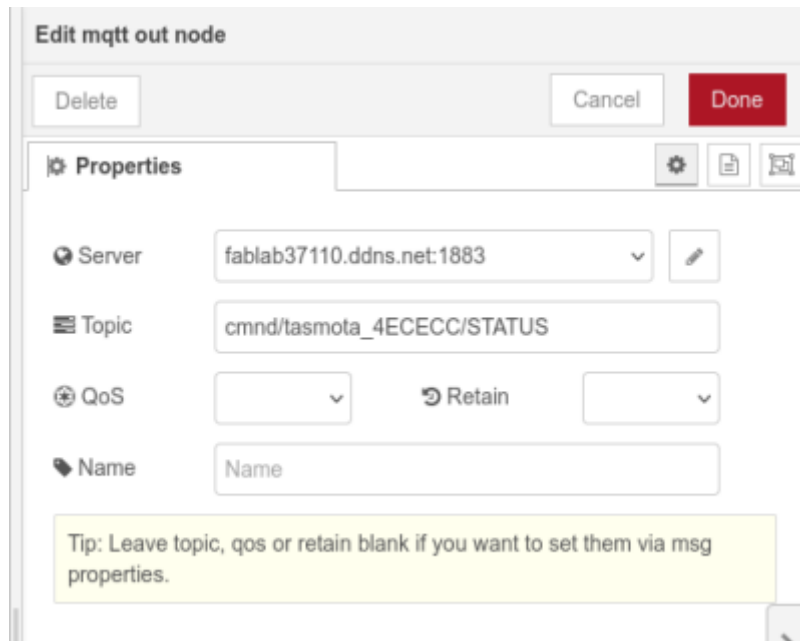 Edit mqtt out node
Delete Cancel Done
Properties
Server fablab37110.ddns.net:1883
Topic cmnd/tasmota_4ECECC/STATUS
QoS Retain
Name Name
Tip: Leave topic, qos or retain blank if you want to set them via msg
properties.